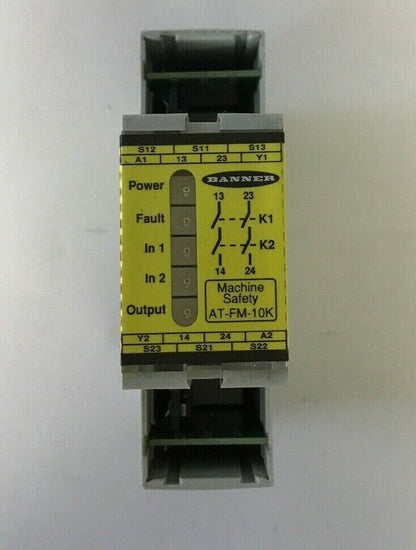 S12 S11 S13
A1 13 23 Y1
Power
BANNER
13 23
Fault
K1
In 1
K2
In 2
14 24
Machine
Safety
Output
AT-FM-10K
Y2 14 24 A2
S23 S21 S22